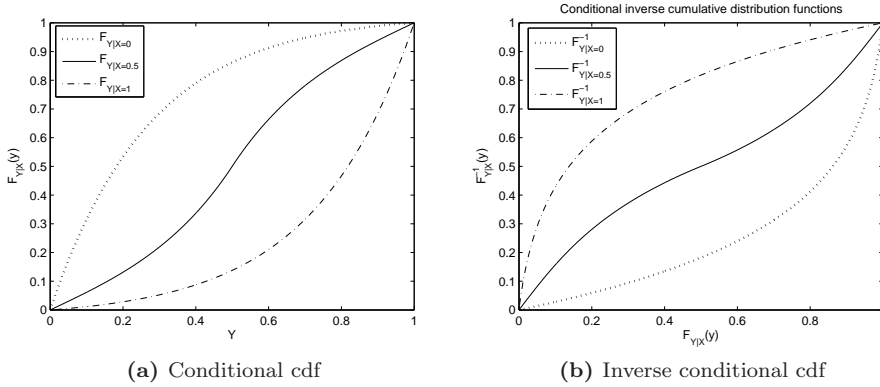 Conditional inverse cumulative distribution functions
1
0.9
0.8
0.7
0.6
0.5
0.4
0.3
0.2
0.1
0
F_{Y|X}(y)
F_{Y|X=0}
F_{Y|X=0.5}
F_{Y|X=1}
0 0.2 0.4 0.6 0.8 1
Y
(a) Conditional cdf
1
0.9
0.8
0.7
0.6
0.5
0.4
0.3
0.2
0.1
0
F^{-1}_{Y|X}(y)
F^{-1}_{Y|X=0}
F^{-1}_{Y|X=0.5}
F^{-1}_{Y|X=1}
0 0.2 0.4 0.6 0.8
F_{Y|X}(y)
(b) Inverse conditional cdf